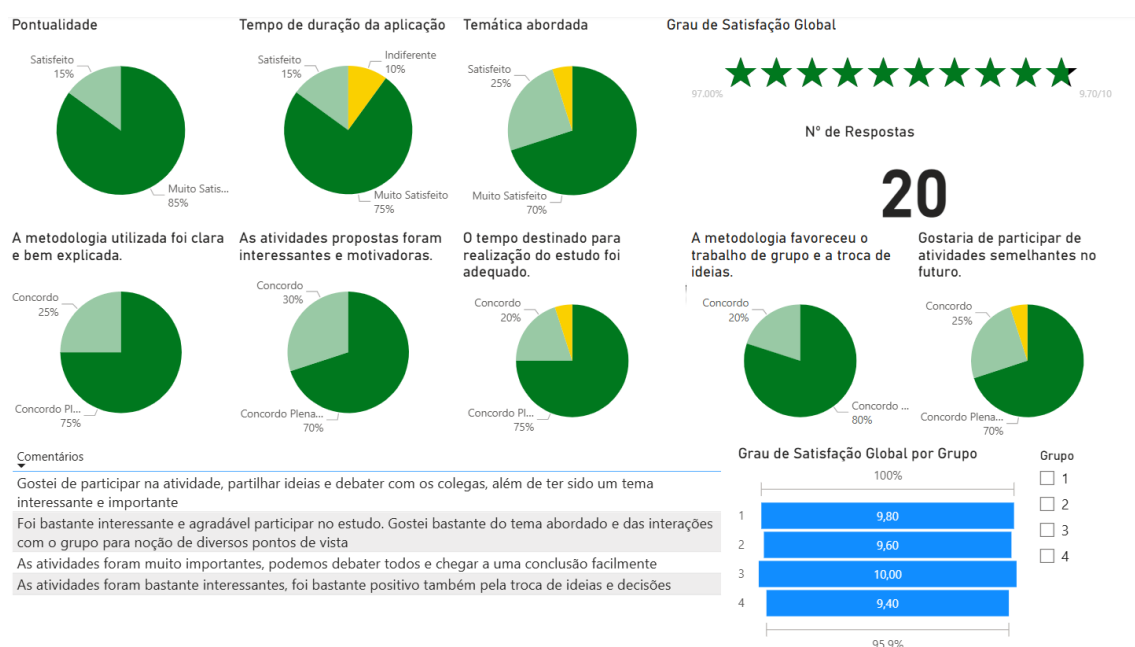 Pontualidade
Satisfeito
15%
Muito Satis...
85%
Tempo de duração da aplicação
Satisfeito
15%
Indiferente
10%
Muito Satisfeito
75%
Temática abordada
Satisfeito
25%
Muito Satisfeito
70%
Grau de Satisfação Global
97.00%
9.70/10
Nº de Respostas
20
A metodologia utilizada foi clara
e bem explicada.
Concordo
25%
Concordo Pl...
75%
As atividades propostas foram
interessantes e motivadoras.
Concordo
30%
Concordo Plena...
70%
O tempo destinado para
realização do estudo foi
adequado.
Concordo
20%
Concordo Pl...
75%
A metodologia favoreceu o
trabalho de grupo e a troca de
ideias.
Concordo
20%
Concordo ...
80%
Gostaria de participar de
atividades semelhantes no
futuro.
Concordo
25%
Concordo Plena...
70%
Comentários
Gostei de participar na atividade, partilhar ideias e debater com os colegas, além de ter sido um tema
interessante e importante
Foi bastante interessante e agradável participar no estudo. Gostei bastante do tema abordado e das interações
com o grupo para noção de diversos pontos de vista
As atividades foram muito importantes, podemos debater todos e chegar a uma conclusão facilmente
As atividades foram bastante interessantes, foi bastante positivo também pela troca de ideias e decisões
Grau de Satisfação Global por Grupo
100%
1 9,80
2 9,60
3 10,00
4 9,40
95.9%
Grupo
1
2
3
4